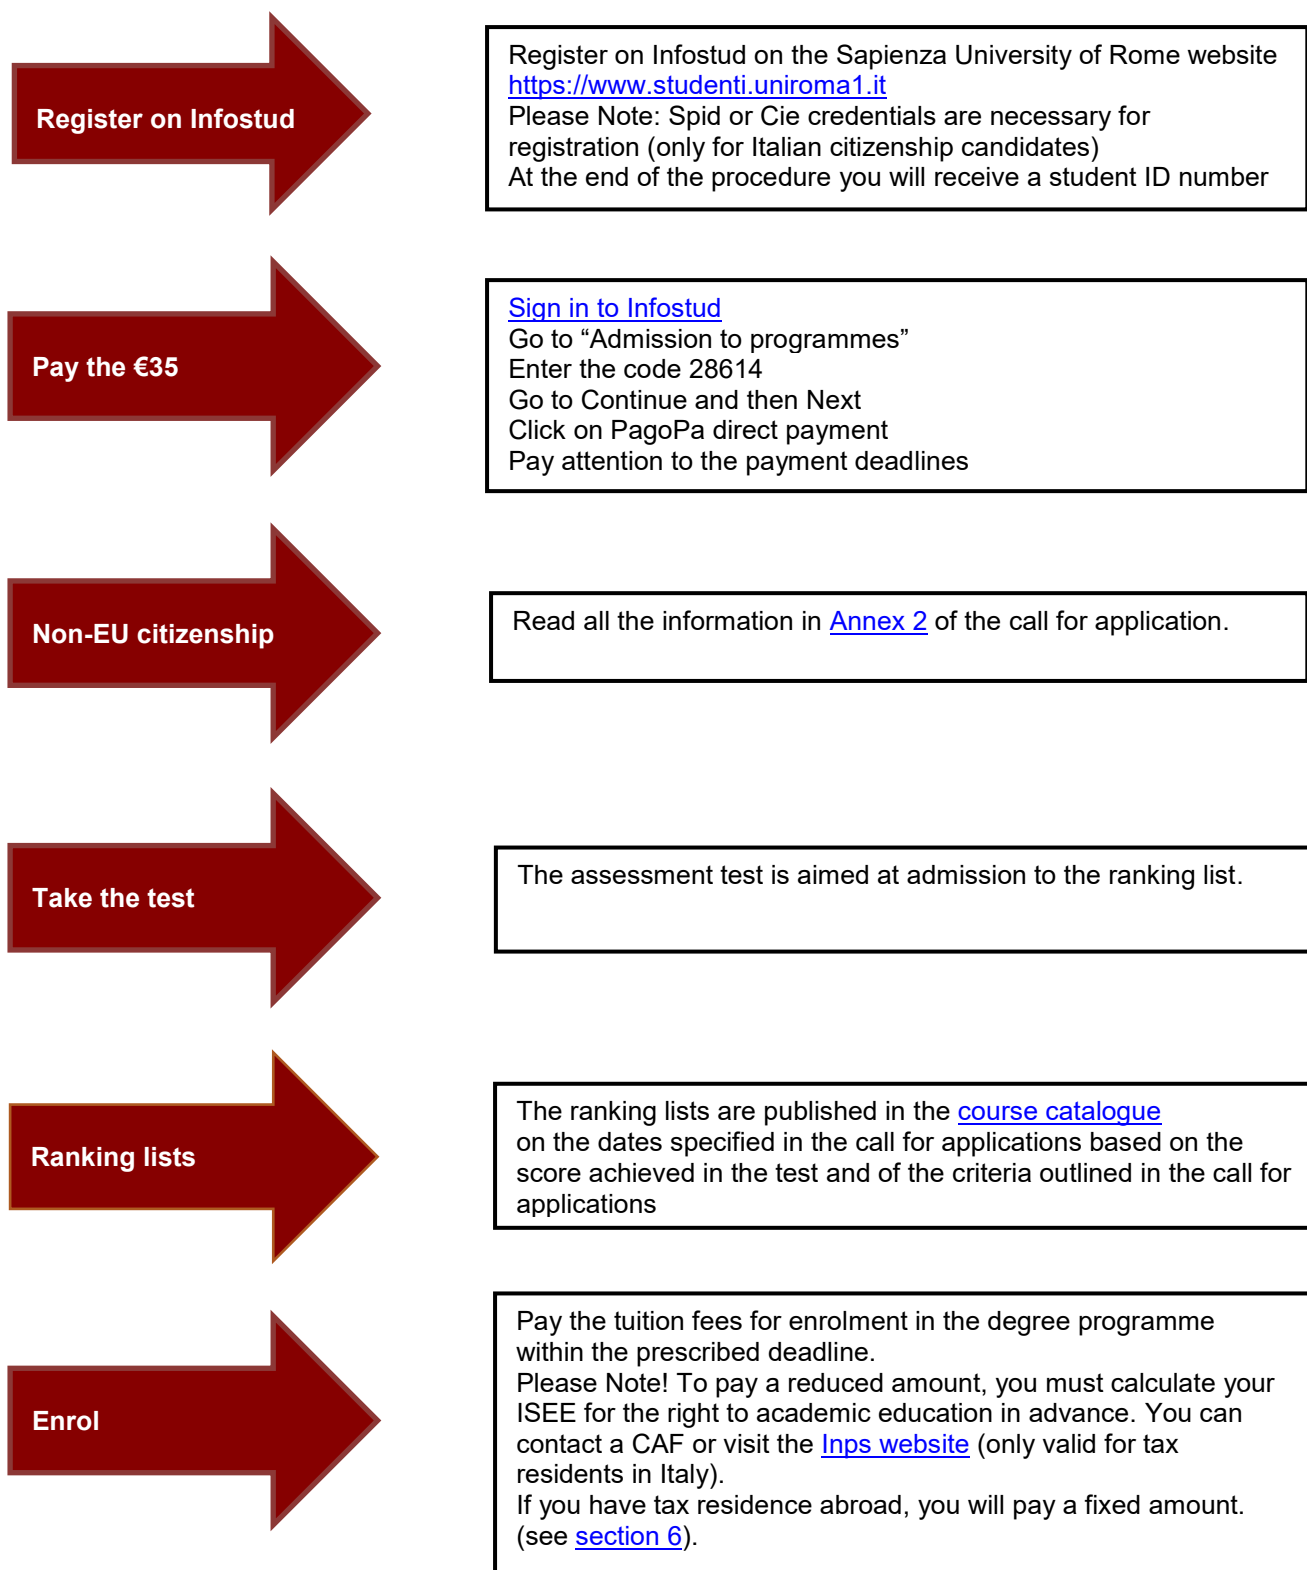 Register on Infostud
Register on Infostud on the Sapienza University of Rome website
https://www.studenti.uniroma1.it
Please Note: Spid or Cie credentials are necessary for
registration (only for Italian citizenship candidates)
At the end of the procedure you will receive a student ID number
Pay the €35
Sign in to Infostud
Go to “Admission to programmes”
Enter the code 28614
Go to Continue and then Next
Click on PagoPa direct payment
Pay attention to the payment deadlines
Non-EU citizenship
Read all the information in Annex 2 of the call for application.
Take the test
The assessment test is aimed at admission to the ranking list.
Ranking lists
The ranking lists are published in the course catalogue
on the dates specified in the call for applications based on the
score achieved in the test and of the criteria outlined in the call for
applications
Enrol
Pay the tuition fees for enrolment in the degree programme
within the prescribed deadline.
Please Note! To pay a reduced amount, you must calculate your
ISEE for the right to academic education in advance. You can
contact a CAF or visit the Inps website (only valid for tax
residents in Italy).
If you have tax residence abroad, you will pay a fixed amount.
(see section 6).